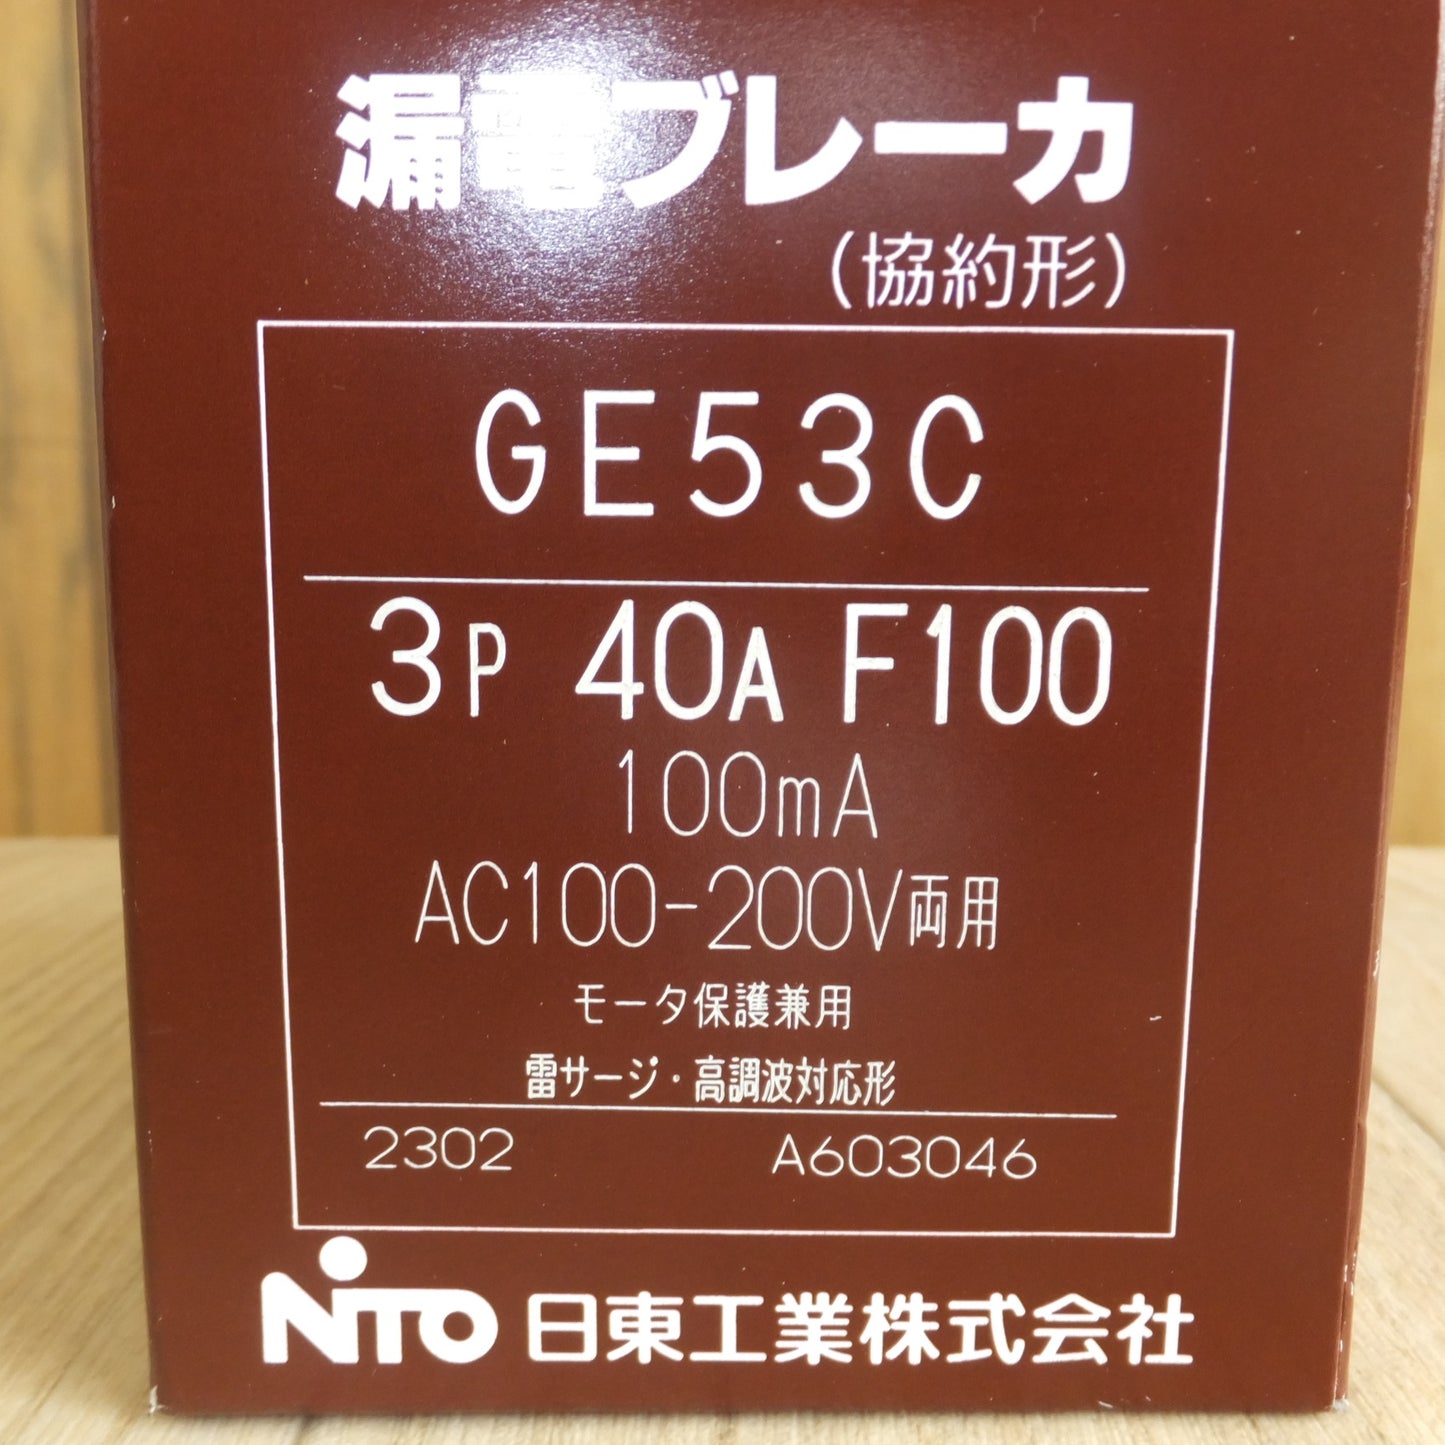 漏電ブレーカ
(協約形)
GE53C
3P 40A F100
100mA
AC100-200V両用
モータ保護兼用
雷サージ・高調波対応形
2302 A603046
NITO 日東工業株式会社